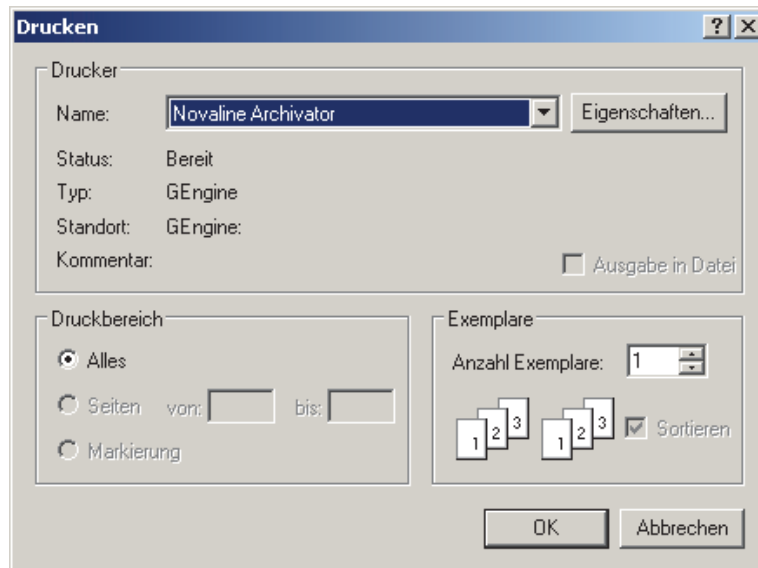 Drucken
Drucker
Name: Novaline Archivator Eigenschaften...
Status: Bereit
Typ: GEngine
Standort: GEngine:
Kommentar:
Ausgabe in Datei
Druckbereich
Alles
Seiten von: bis:
Markierung
Exemplare
Anzahl Exemplare: 1
1 2 3 1 2 3 Sortieren
OK Abbrechen